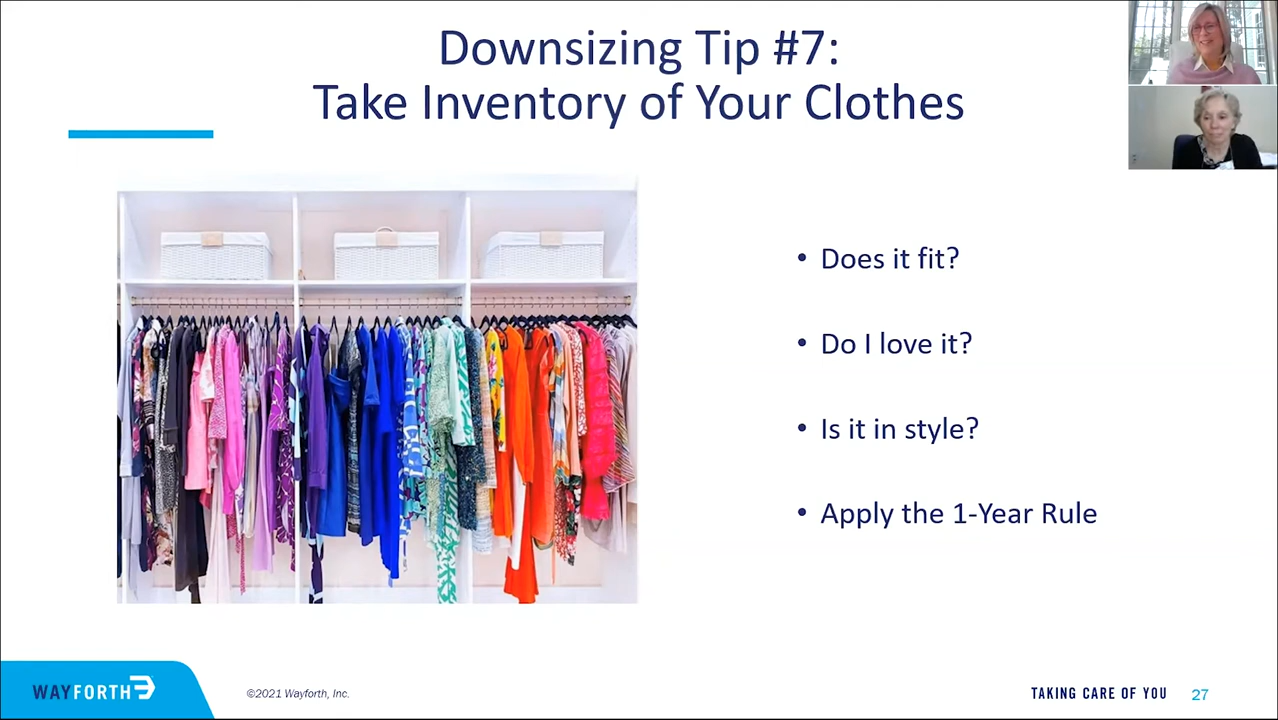 Downsizing Tip #7:
Take Inventory of Your Clothes
• Does it fit?
• Do I love it?
• Is it in style?
• Apply the 1-Year Rule
WAYFORTH
©2021 Wayforth, Inc.
TAKING CARE OF YOU
27